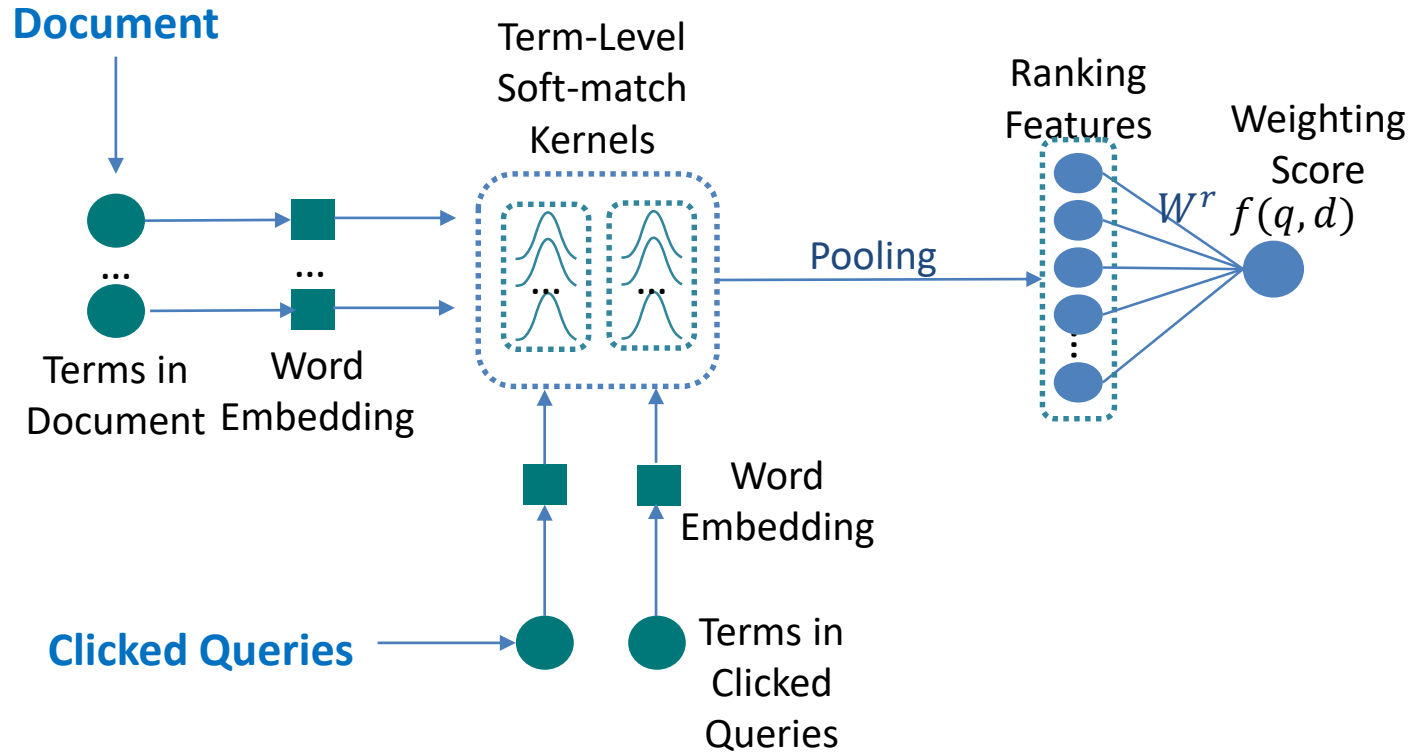 Document
Term-Level
Soft-match
Kernels
Ranking
Features
Weighting
Score
W^r f(q, d)
...
...
...
...
Pooling
...
Terms in
Document
Word
Embedding
Word
Embedding
Clicked Queries
Terms in
Clicked
Queries